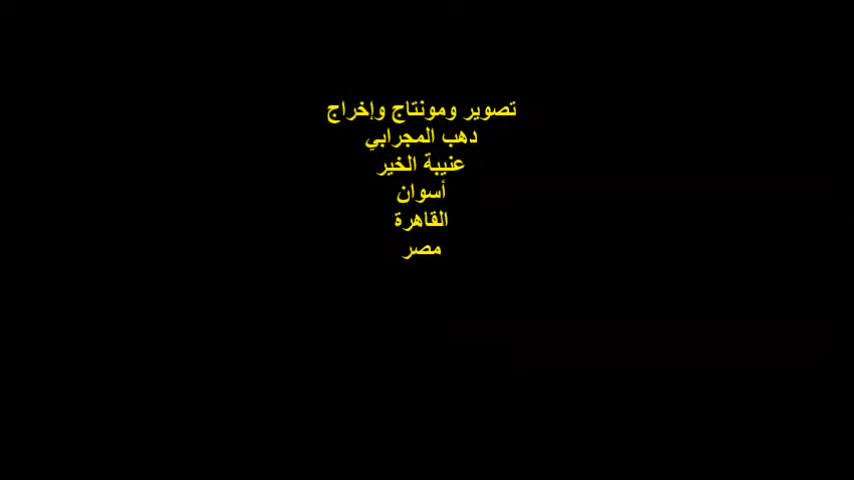 تصوير ومونتاج وإخراج
دهب المجرابي
عنيبة الخير
أسوان
القاهرة
مصر